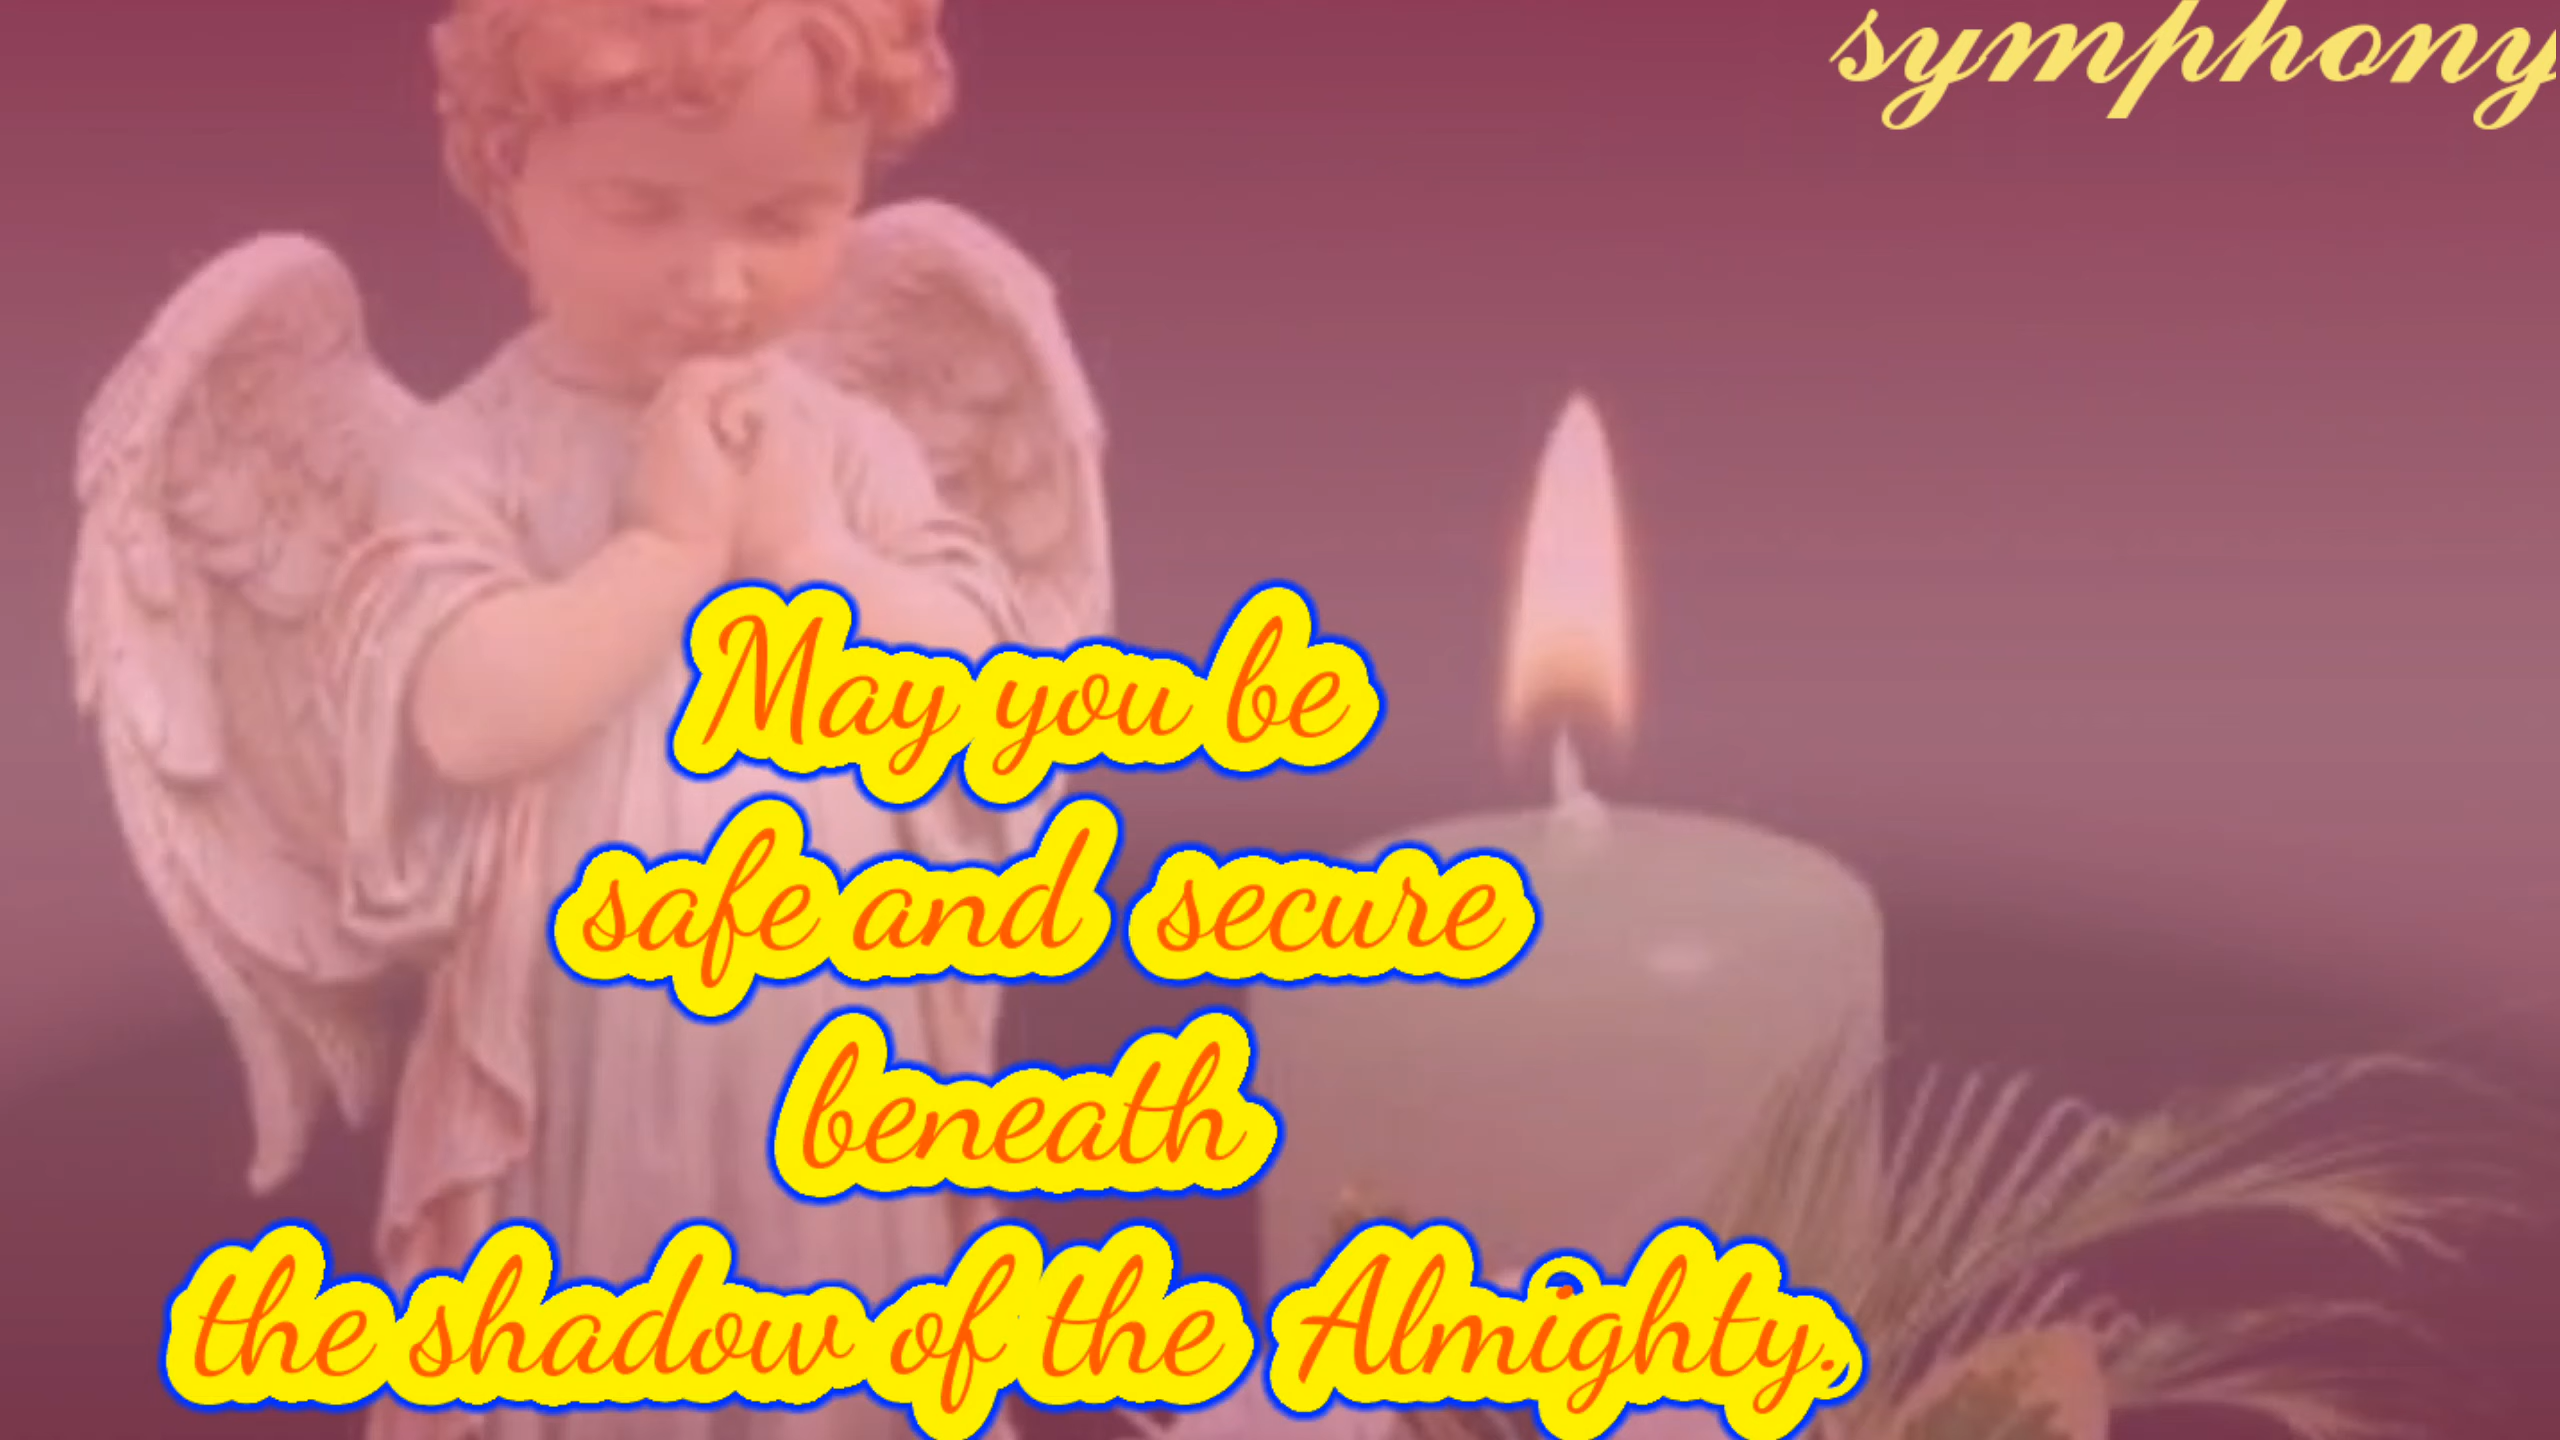 symphony
May you be
safe and secure
beneath
the shadow of the Almighty.